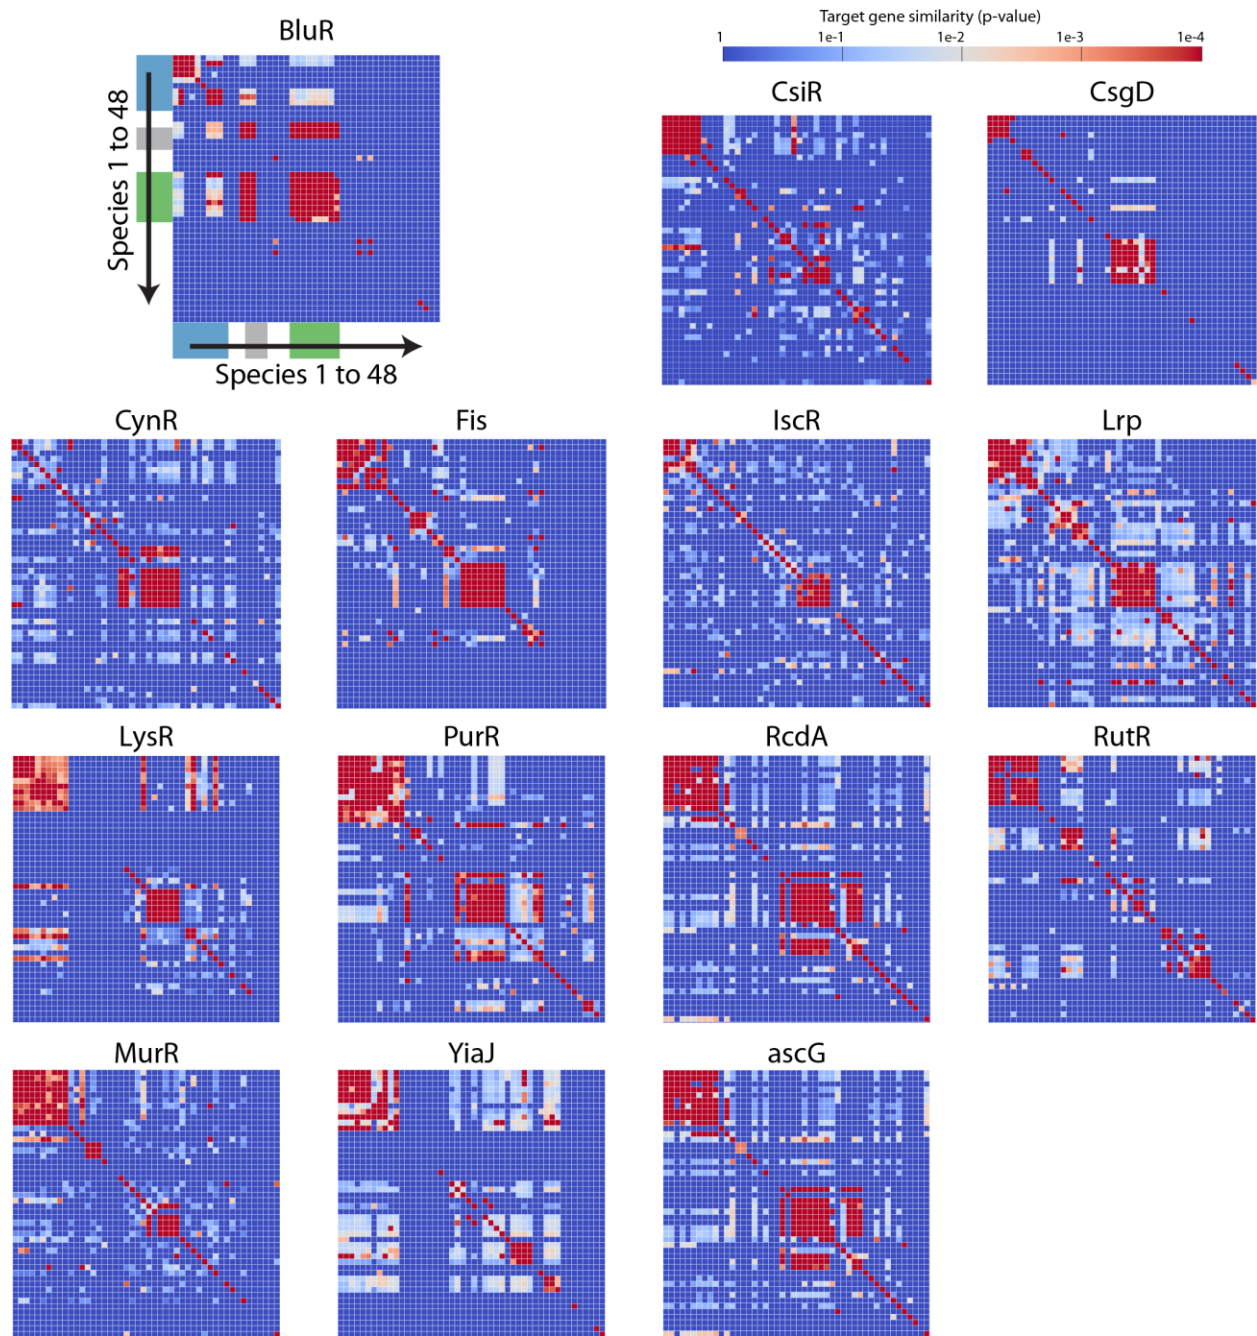 BluR
Target gene similarity (p-value)
1 1e-1 1e-2 1e-3 1e-4
Species 1 to 48
Species 1 to 48
CsiR CsgD
CynR Fis IscR Lrp
LysR PurR RcdA RutR
MurR YiaJ ascG